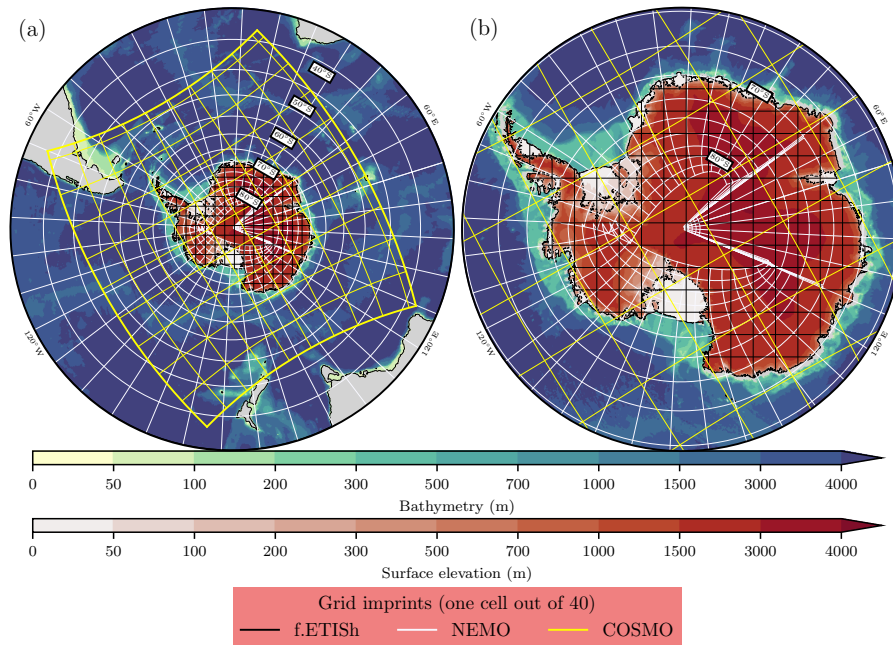 (a)
(b)
40°S
50°S
60°S
70°S
80°S
60°W
60°E
120°W
120°E
70°S
80°S
60°W
60°E
120°W
120°E
0 50 100 200 300 500 700 1000 1500 3000 4000
Bathymetry (m)
0 50 100 200 300 500 700 1000 1500 3000 4000
Surface elevation (m)
Grid imprints (one cell out of 40)
f.ETISh NEMO COSMO